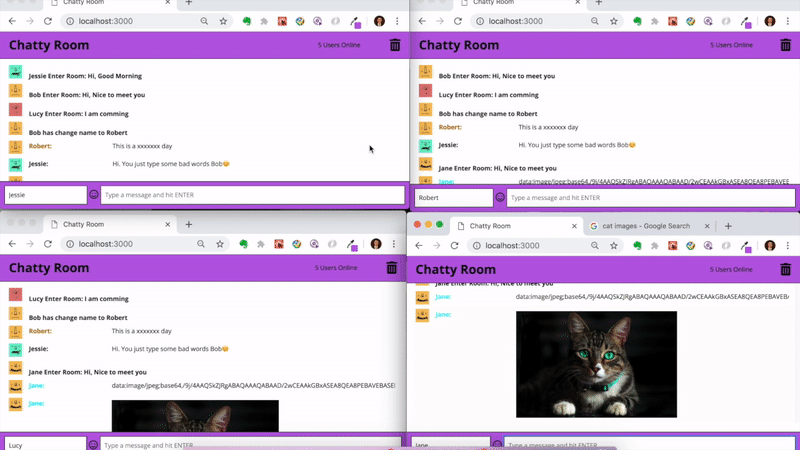 Chatty Room
localhost:3000
Chatty Room
5 Users Online
Jessie Enter Room: Hi, Good Morning
Bob Enter Room: Hi, Nice to meet you
Lucy Enter Room: I am comming
Bob has change name to Robert
Robert: This is a xxxxxxx day
Jessie: Hi. You just type some bad words Bob😊
Jessie
Type a message and hit ENTER
Chatty Room
localhost:3000
Chatty Room
5 Users Online
Bob Enter Room: Hi, Nice to meet you
Lucy Enter Room: I am comming
Bob has change name to Robert
Robert: This is a xxxxxxx day
Jessie: Hi. You just type some bad words Bob😊
Jane Enter Room: Hi, Nice to meet you
Robert
Type a message and hit ENTER
Chatty Room
localhost:3000
Chatty Room
5 Users Online
Lucy Enter Room: I am comming
Bob has change name to Robert
Robert: This is a xxxxxxx day
Jessie: Hi. You just type some bad words Bob😊
Jane Enter Room: Hi, Nice to meet you
Jane: data:image/jpeg;base64,/9j/4AAQSkZJRgABAQAAAQABAAD/2wCEAAkGBxASEA8QEA8PEBAVEBASE
Jane:
Lucy
Type a message and hit ENTER
Chatty Room
cat images - Google Search
localhost:3000
Chatty Room
5 Users Online
Jane Enter Room: Hi, Nice to meet you
Jane: data:image/jpeg;base64,/9j/4AAQSkZJRgABAQAAAQABAAD/2wCEAAkGBxASEA8QEA8PEBAVEBA
Jane:
Jane
Type a message and hit ENTER